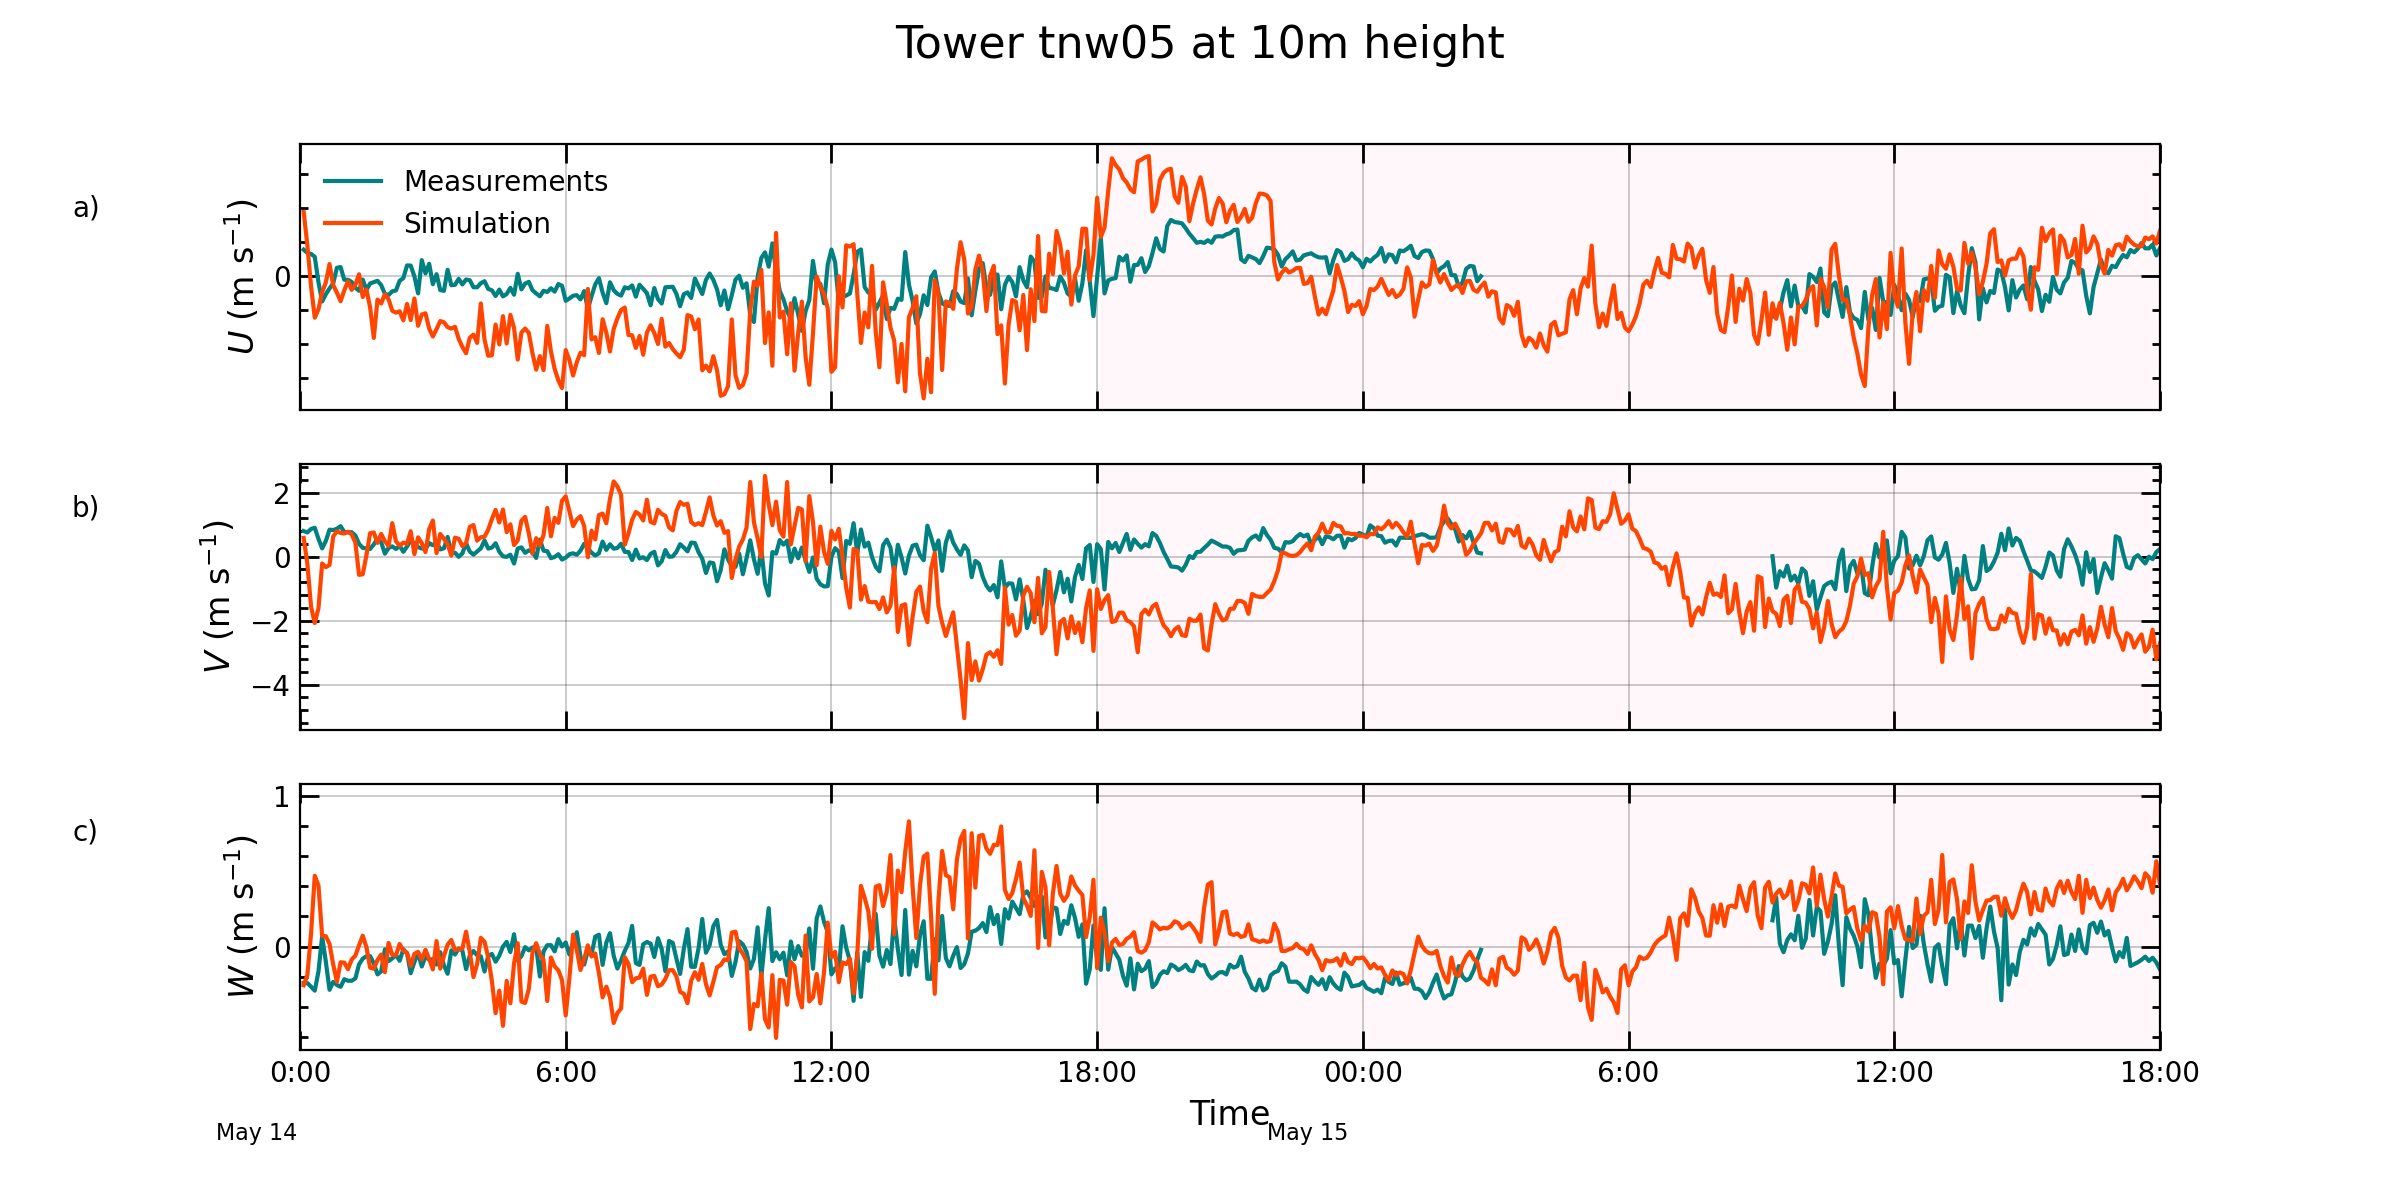 Tower tnw05 at 10m height
a)
U (m s⁻¹)
0
Measurements
Simulation
b)
V (m s⁻¹)
2
0
−2
−4
c)
W (m s⁻¹)
1
0
0:00 6:00 12:00 18:00 00:00 6:00 12:00 18:00
Time
May 14 May 15